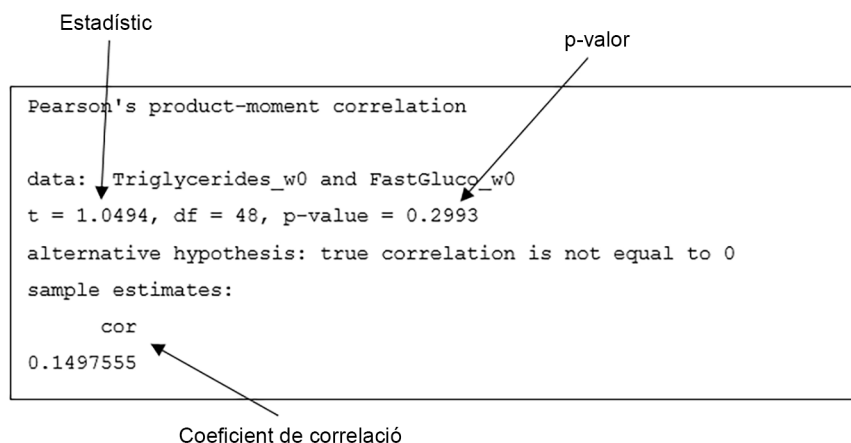 Estadístic
p-valor
Pearson's product-moment correlation
data: Triglycerides_w0 and FastGluco_w0
t = 1.0494, df = 48, p-value = 0.2993
alternative hypothesis: true correlation is not equal to 0
sample estimates:
cor
0.1497555
Coeficient de correlació